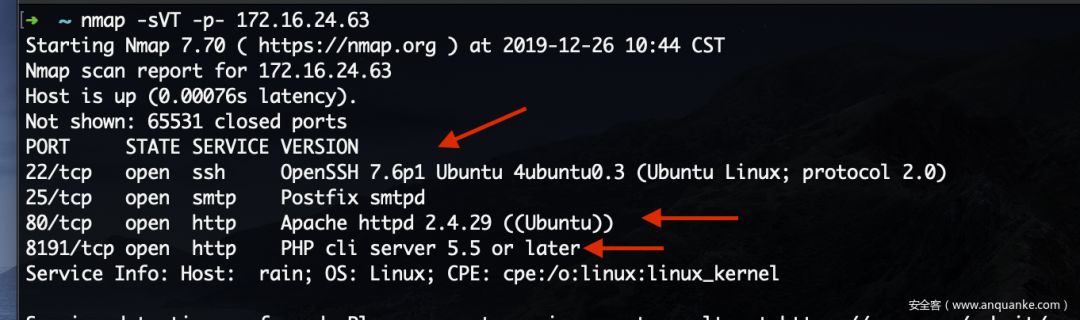 [➜  ~ nmap -sVT -p- 172.16.24.63
Starting Nmap 7.70 ( https://nmap.org ) at 2019-12-26 10:44 CST
Nmap scan report for 172.16.24.63
Host is up (0.00076s latency).
Not shown: 65531 closed ports
PORT     STATE SERVICE VERSION
22/tcp   open  ssh     OpenSSH 7.6p1 Ubuntu 4ubuntu0.3 (Ubuntu Linux; protocol 2.0)
25/tcp   open  smtp    Postfix smtpd
80/tcp   open  http    Apache httpd 2.4.29 ((Ubuntu))
8191/tcp open  http    PHP cli server 5.5 or later
Service Info: Host:  rain; OS: Linux; CPE: cpe:/o:linux:linux_kernel
安全客（www.anquanke.com）